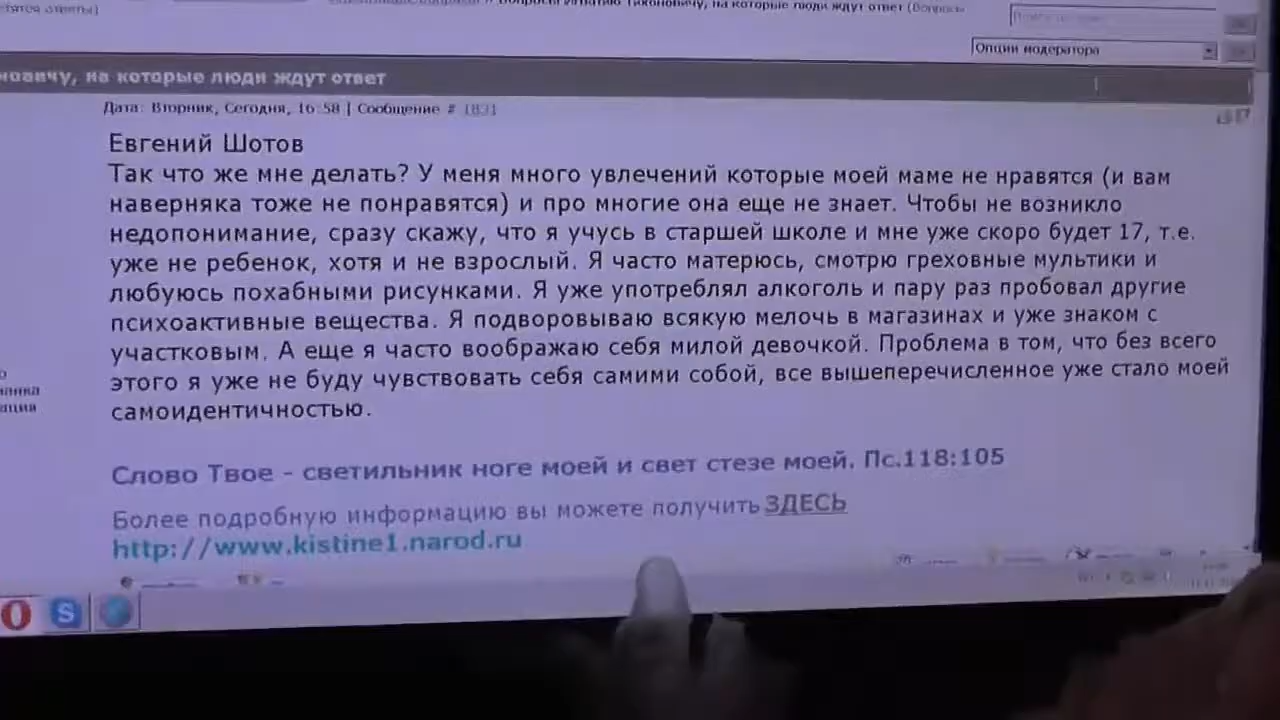 на которые люди ждут ответ (Вопросы
Опции модератора
на которые люди ждут ответ
Дата: Вторник, Сегодня, 16:58 | Сообщение # 1831
Евгений Шотов
Так что же мне делать? У меня много увлечений которые моей маме не нравятся (и вам
наверняка тоже не понравятся) и про многие она еще не знает. Чтобы не возникло
недопонимание, сразу скажу, что я учусь в старшей школе и мне уже скоро будет 17, т.е.
уже не ребенок, хотя и не взрослый. Я часто матерюсь, смотрю греховные мультики и
любуюсь похабными рисунками. Я уже употреблял алкоголь и пару раз пробовал другие
психоактивные вещества. Я подворовываю всякую мелочь в магазинах и уже знаком с
участковым. А еще я часто воображаю себя милой девочкой. Проблема в том, что без всего
этого я уже не буду чувствовать себя самими собой, все вышеперечисленное уже стало моей
самоидентичностью.
Слово Твое - светильник ноге моей и свет стезе моей. Пс.118:105
Более подробную информацию вы можете получить ЗДЕСЬ
http://www.kistine1.narod.ru